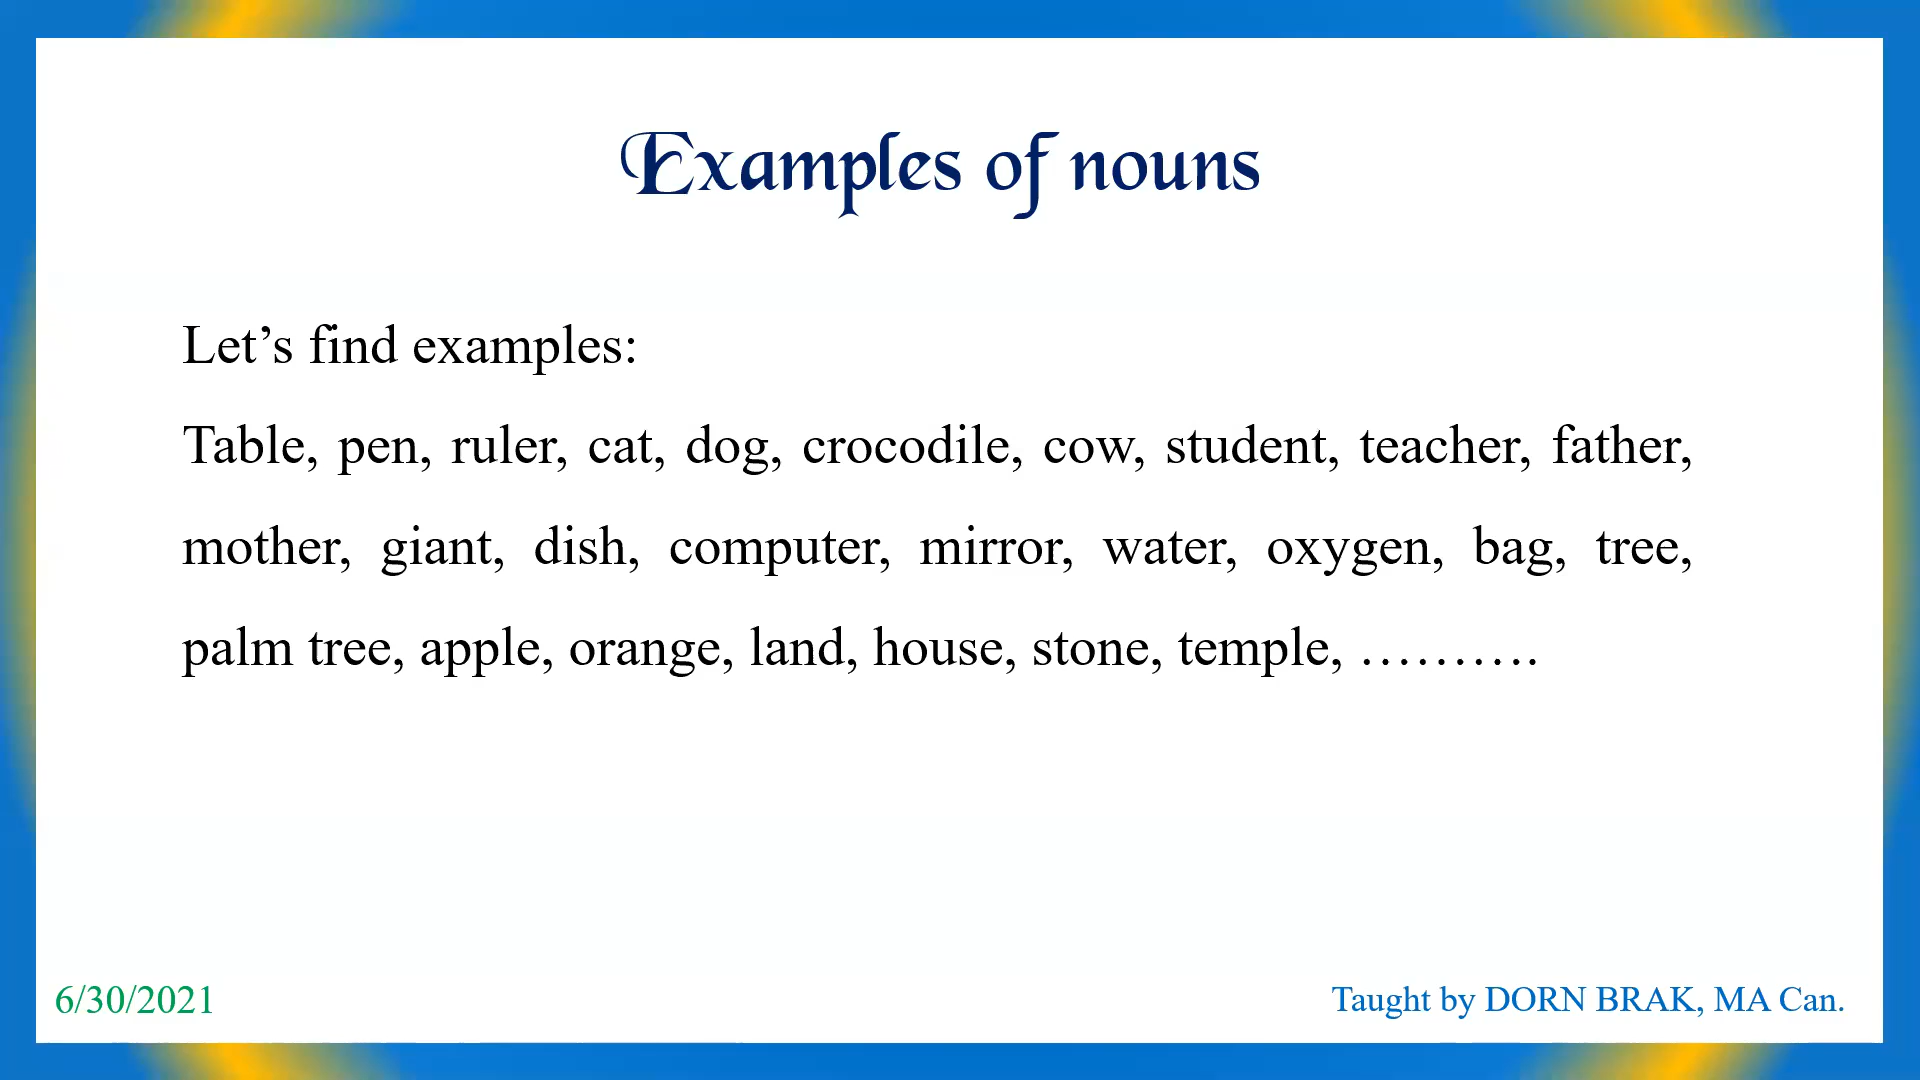 Examples of nouns
Let’s find examples:
Table, pen, ruler, cat, dog, crocodile, cow, student, teacher, father,
mother, giant, dish, computer, mirror, water, oxygen, bag, tree,
palm tree, apple, orange, land, house, stone, temple, ……….
6/30/2021
Taught by DORN BRAK, MA Can.